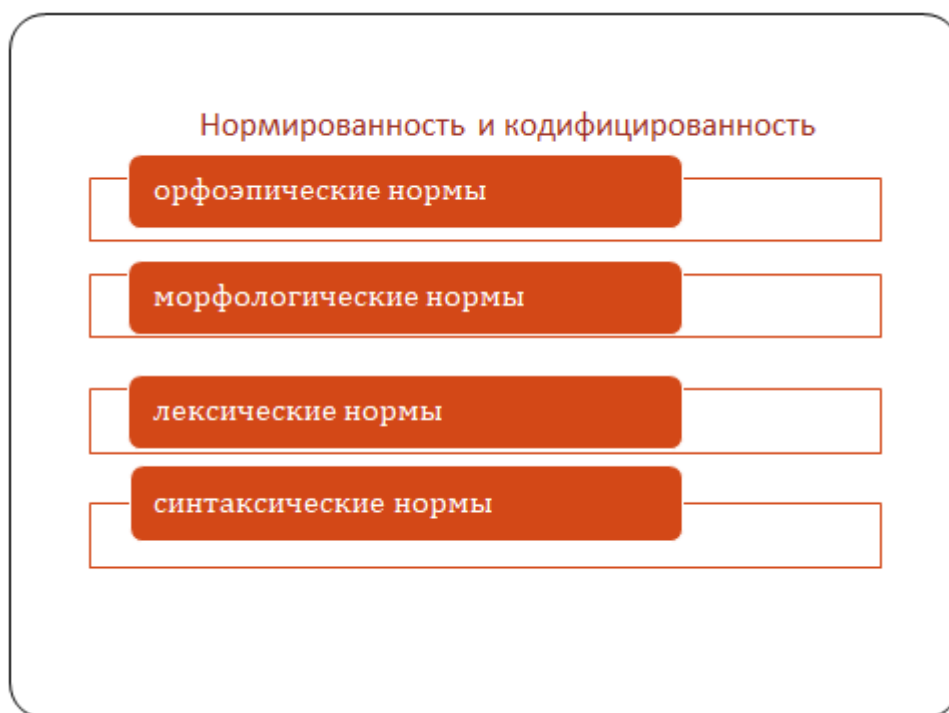 Нормированность и кодифицированность
орфоэпические нормы
морфологические нормы
лексические нормы
синтаксические нормы